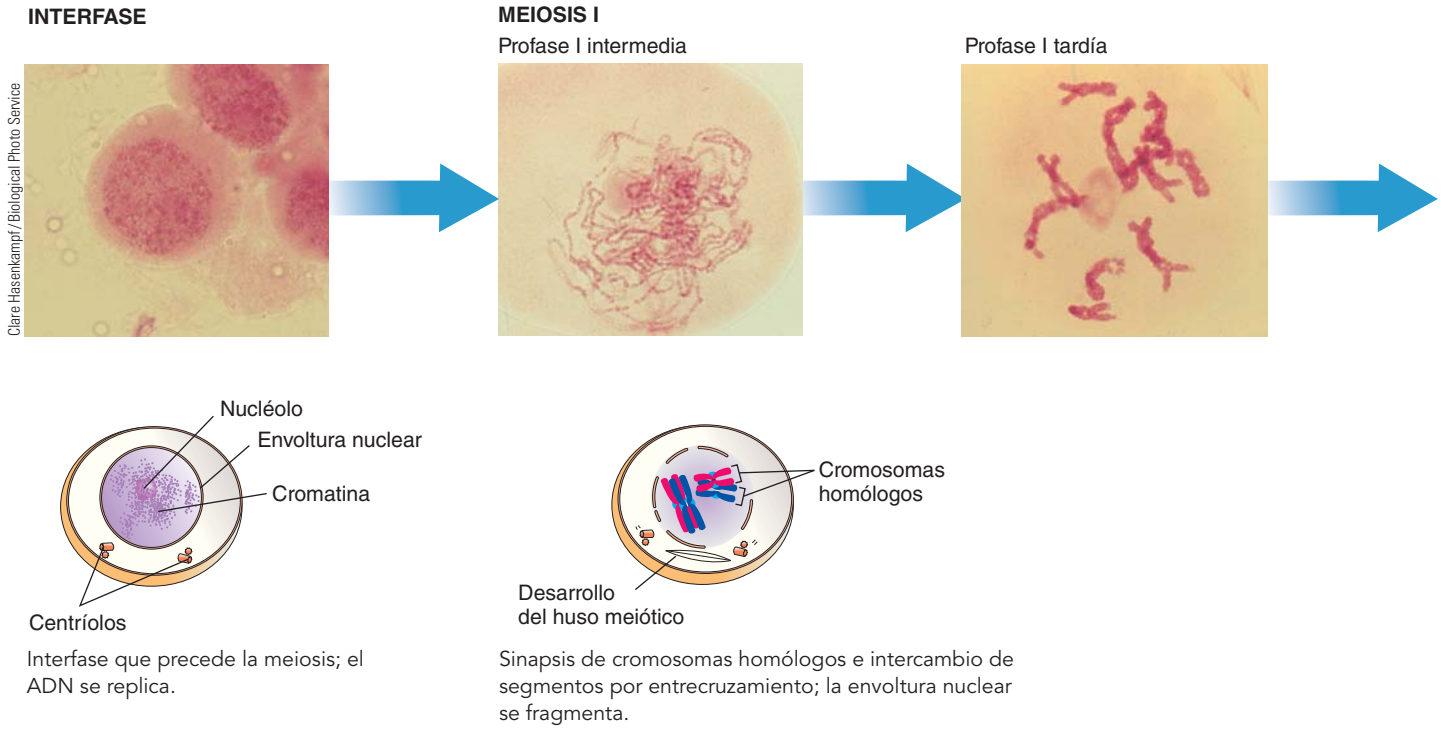 INTERFASE
MEIOSIS I
Profase I intermedia
Profase I tardía
Clare Hasenkampf/Biological Photo Service
Nucléolo
Envoltura nuclear
Cromatina
Centríolos
Interfase que precede la meiosis; el
ADN se replica.
Cromosomas
homólogos
Desarrollo
del huso meiótico
Sinapsis de cromosomas homólogos e intercambio de
segmentos por entrecruzamiento; la envoltura nuclear
se fragmenta.